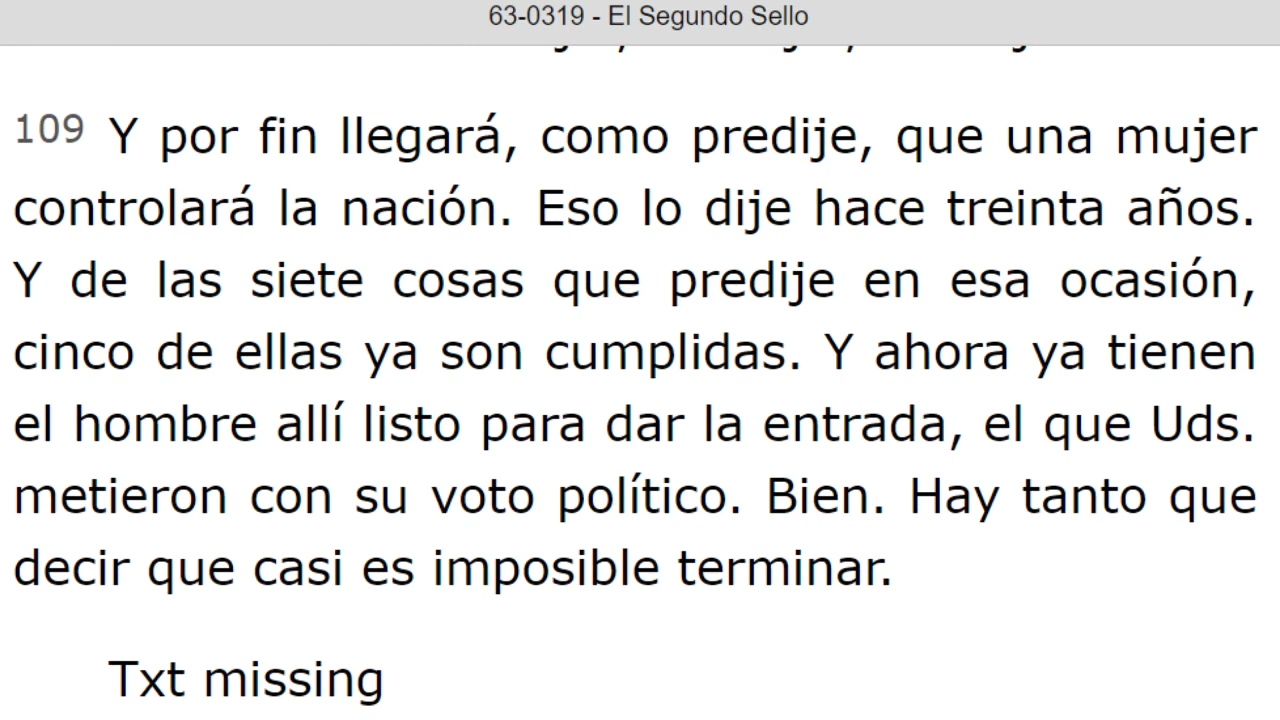 63-0319 - El Segundo Sello
109 Y por fin llegará, como predije, que una mujer
controlará la nación. Eso lo dije hace treinta años.
Y de las siete cosas que predije en esa ocasión,
cinco de ellas ya son cumplidas. Y ahora ya tienen
el hombre allí listo para dar la entrada, el que Uds.
metieron con su voto político. Bien. Hay tanto que
decir que casi es imposible terminar.
Txt missing